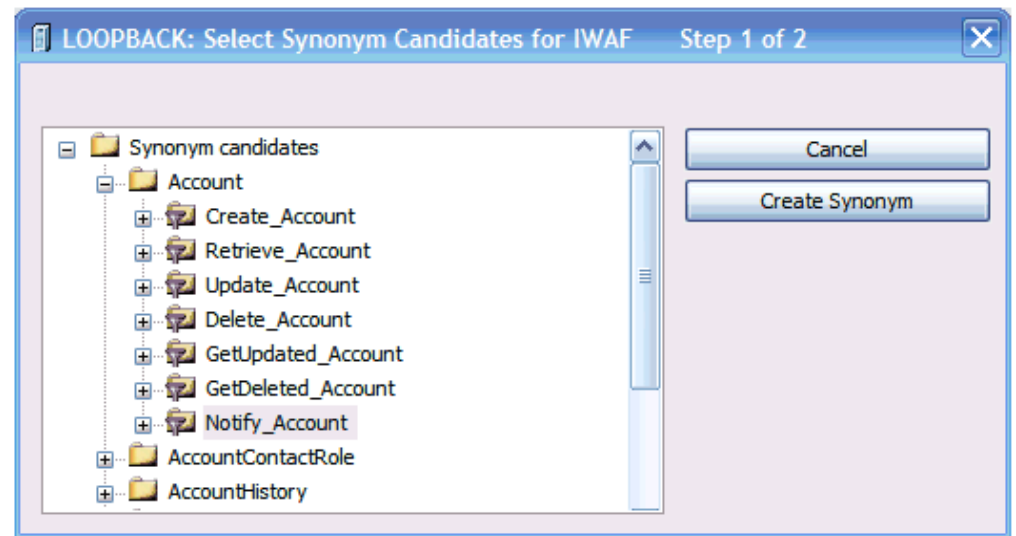 LOOPBACK: Select Synonym Candidates for IWAF Step 1 of 2
Synonym candidates
Cancel
Account
Create Synonym
Create_Account
Retrieve_Account
Update_Account
Delete_Account
GetUpdated_Account
GetDeleted_Account
Notify_Account
AccountContactRole
AccountHistory